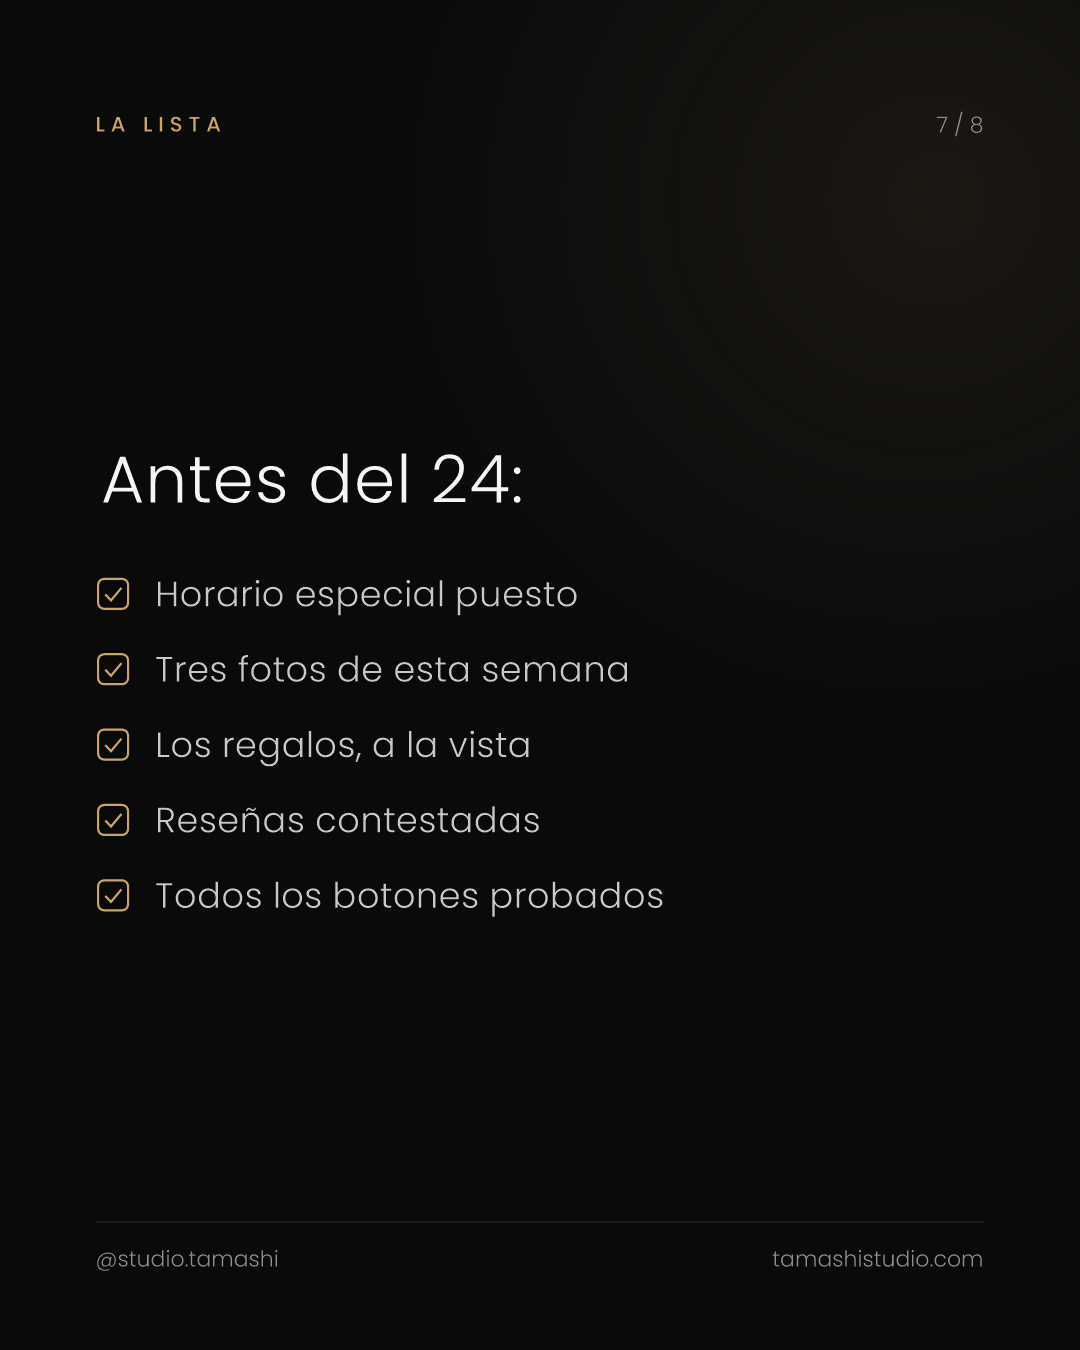 LA LISTA
7 / 8
Antes del 24:
Horario especial puesto
Tres fotos de esta semana
Los regalos, a la vista
Reseñas contestadas
Todos los botones probados
@studio.tamashi
tamashistudio.com